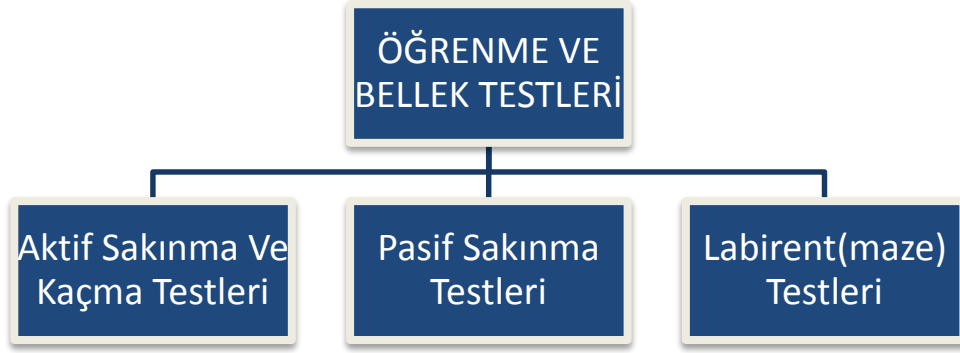 ÖĞRENME VE
BELLEK TESTLERİ
Aktif Sakınma Ve
Kaçma Testleri
Pasif Sakınma
Testleri
Labirent(maze)
Testleri